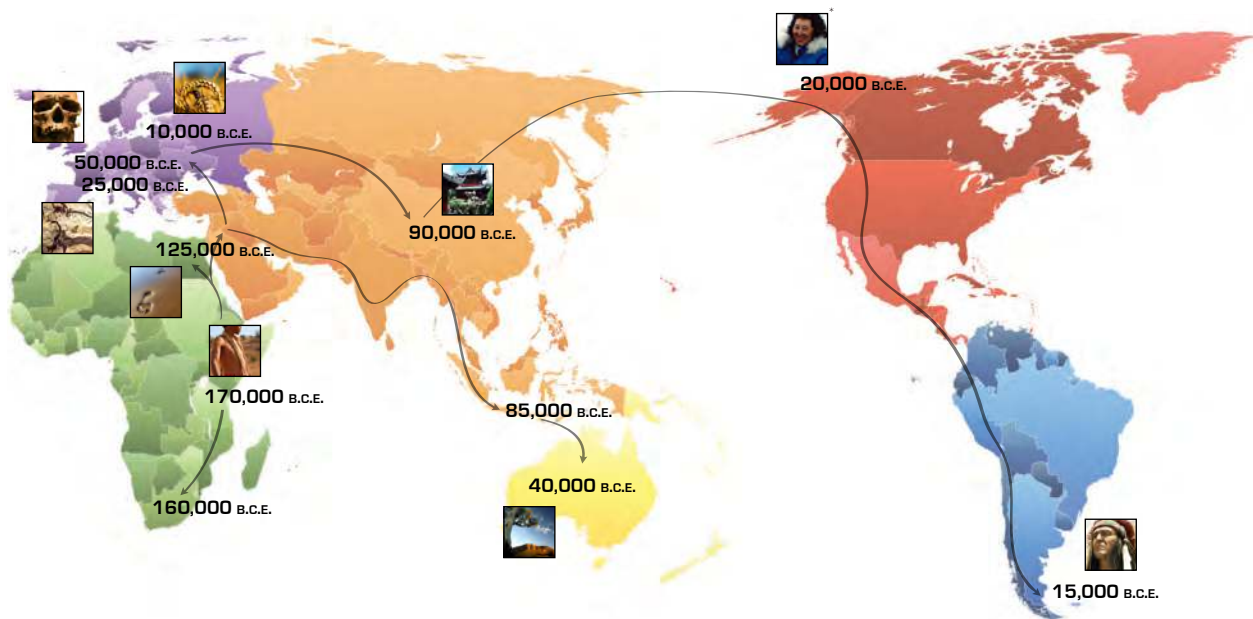 *
20,000 B.C.E.
10,000 B.C.E.
50,000 B.C.E.
25,000 B.C.E.
90,000 B.C.E.
125,000 B.C.E.
170,000 B.C.E.
85,000 B.C.E.
40,000 B.C.E.
160,000 B.C.E.
15,000 B.C.E.